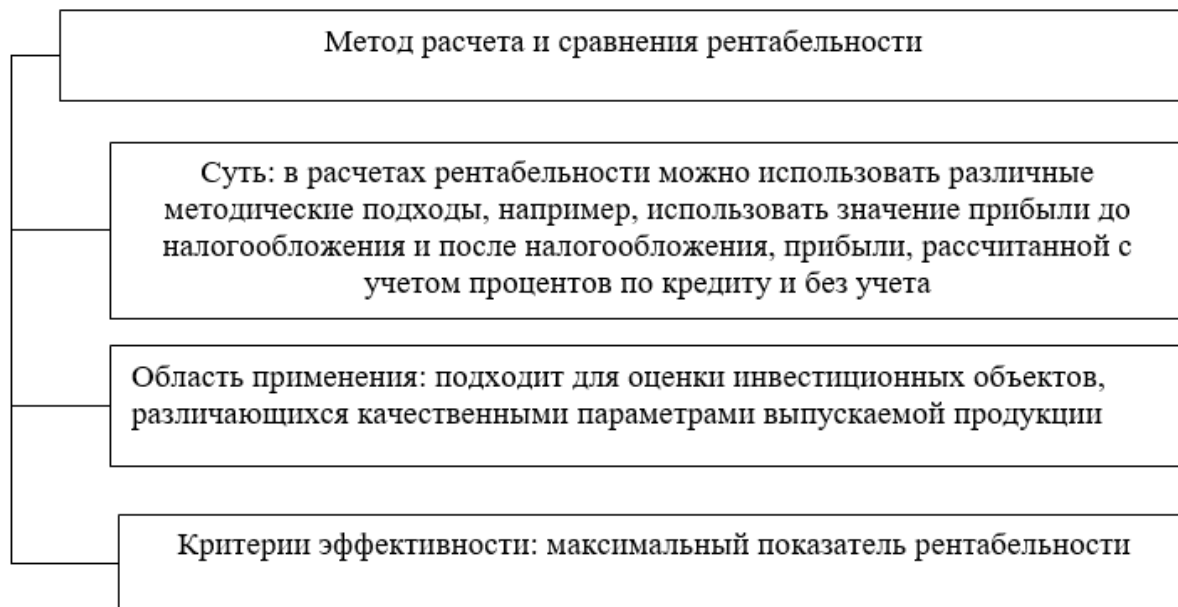 Метод расчета и сравнения рентабельности
Суть: в расчетах рентабельности можно использовать различные
методические подходы, например, использовать значение прибыли до
налогообложения и после налогообложения, прибыли, рассчитанной с
учетом процентов по кредиту и без учета
Область применения: подходит для оценки инвестиционных объектов,
различающихся качественными параметрами выпускаемой продукции
Критерии эффективности: максимальный показатель рентабельности